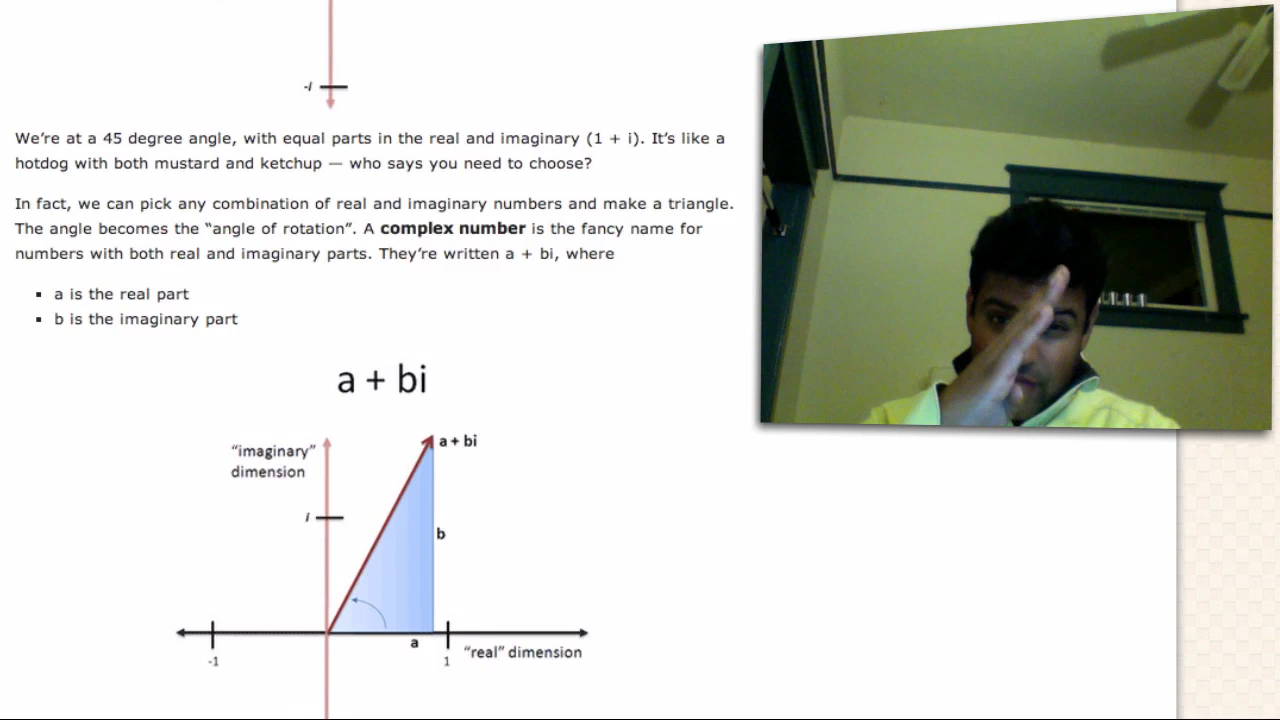 -i
We’re at a 45 degree angle, with equal parts in the real and imaginary (1 + i). It’s like a
hotdog with both mustard and ketchup — who says you need to choose?
In fact, we can pick any combination of real and imaginary numbers and make a triangle.
The angle becomes the “angle of rotation”. A complex number is the fancy name for
numbers with both real and imaginary parts. They’re written a + bi, where
▪ a is the real part
▪ b is the imaginary part
a + bi
“imaginary”
dimension
a + bi
i
b
a
-1
1
“real” dimension